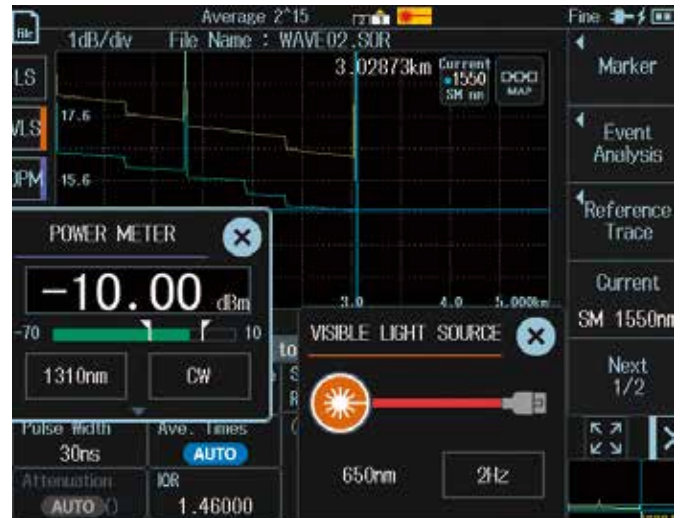 Average 2^15
Fine
File
1dB/div
File Name : WAVE02.SOR
3.02873km
Current
1550
SM nm
MAP
Marker
LS
VLS
OPM
17.6
15.6
Event
Analysis
Reference
Trace
POWER METER
-10.00 dBm
-70
10
1310nm
CW
3.0
4.0
5.000km
Current
SM 1550nm
VISIBLE LIGHT SOURCE
to
Next
1/2
650nm
2Hz
Pulse Width
30ns
Ave. Times
AUTO
Attenuation
AUTO ()
IOR
1.46000